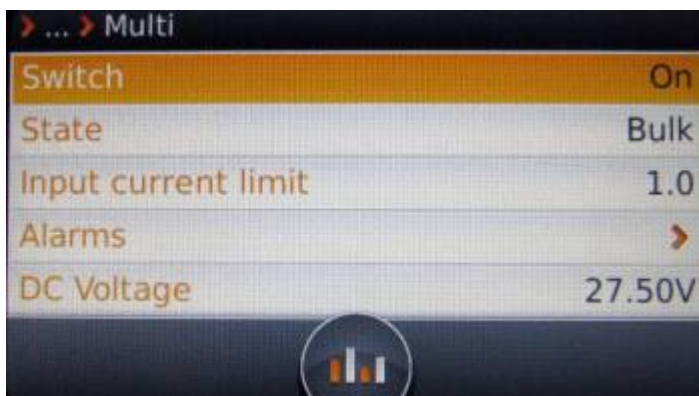 > ... > Multi
Switch On
State Bulk
Input current limit 1.0
Alarms >
DC Voltage 27.50V